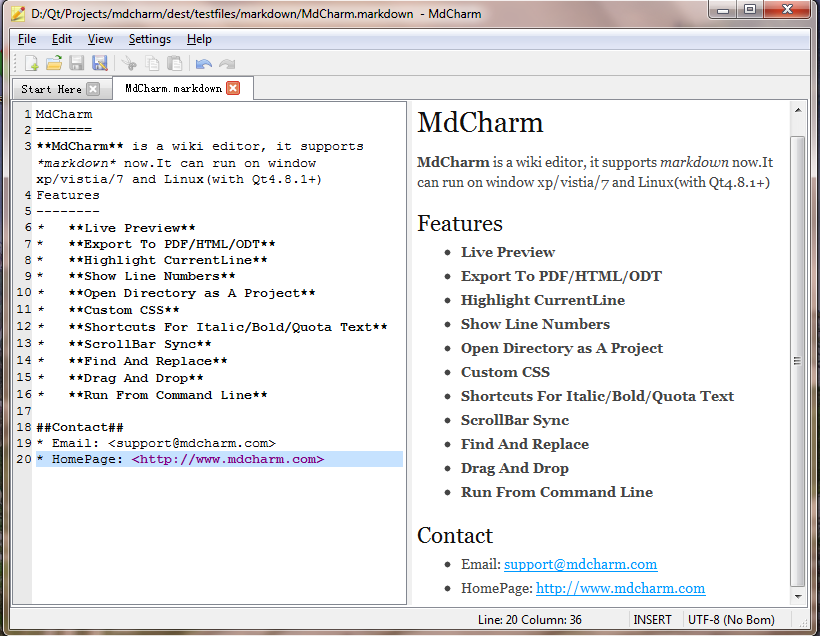 D:/Qt/Projects/mdcharm/dest/testfiles/markdown/MdCharm.markdown - MdCharm
File Edit View Settings Help
Start Here MdCharm.markdown
1 MdCharm
2 =======
3 **MdCharm** is a wiki editor, it supports
*markdown* now.It can run on window
xp/vistia/7 and Linux(with Qt4.8.1+)
4 Features
5 --------
6 * **Live Preview**
7 * **Export To PDF/HTML/ODT**
8 * **Highlight CurrentLine**
9 * **Show Line Numbers**
10 * **Open Directory as A Project**
11 * **Custom CSS**
12 * **Shortcuts For Italic/Bold/Quota Text**
13 * **ScrollBar Sync**
14 * **Find And Replace**
15 * **Drag And Drop**
16 * **Run From Command Line**
17
18 ##Contact##
19 * Email: <support@mdcharm.com>
20 * HomePage: <http://www.mdcharm.com>
MdCharm
MdCharm is a wiki editor, it supports markdown now.It
can run on window xp/vistia/7 and Linux(with Qt4.8.1+)
Features
• Live Preview
• Export To PDF/HTML/ODT
• Highlight CurrentLine
• Show Line Numbers
• Open Directory as A Project
• Custom CSS
• Shortcuts For Italic/Bold/Quota Text
• ScrollBar Sync
• Find And Replace
• Drag And Drop
• Run From Command Line
Contact
• Email: support@mdcharm.com
• HomePage: http://www.mdcharm.com
Line: 20 Column: 36 INSERT UTF-8 (No Bom)